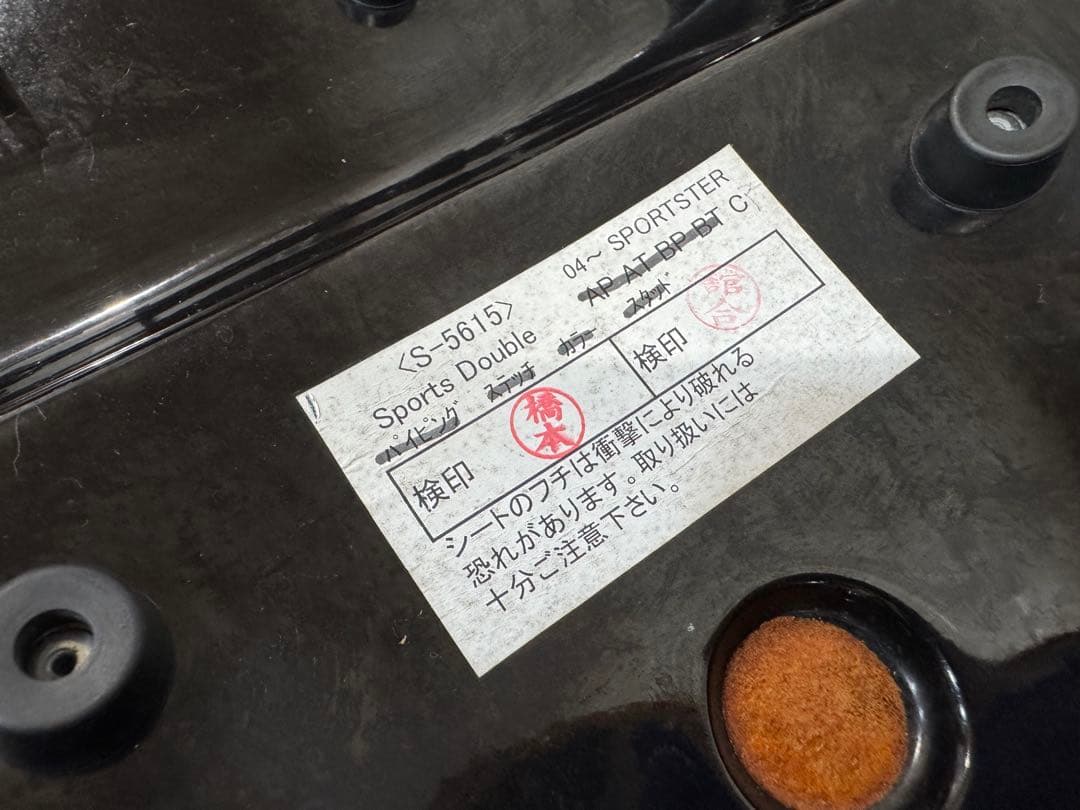 <S-5615>
Sports Double 04～ SPORTSTER
パイピング ステッチ カラー スタッド AP AT BP BT C
検印 橋本 検印
シートのフチは衝撃により破れる
恐れがあります。取り扱いには
十分ご注意下さい。